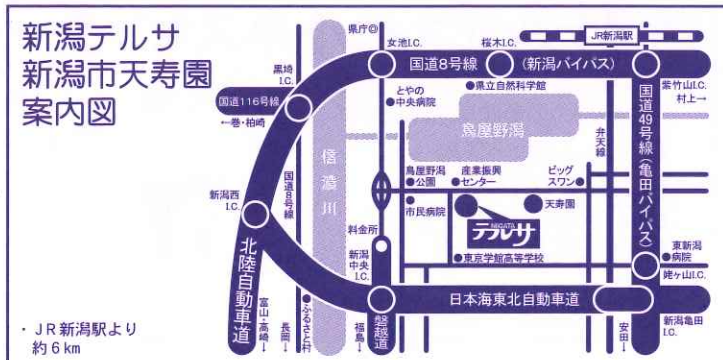 新潟テルサ
新潟市天寿園
案内図
県庁◎
女池I.C.
桜木I.C.
JR新潟駅
黒埼I.C.
国道8号線
(新潟バイパス)
紫竹山I.C.
村上→
国道116号線
←巻・柏崎
とやの中央病院
県立自然科学館
鳥屋野潟
弁天線
国道49号線(亀田バイパス)
信濃川
国道8号線
鳥屋野潟公園
産業振興センター
ビッグスワン
新潟西I.C.
市民病院
天寿園
NIIGATA
テルサ
料金所
新潟中央I.C.
東京学館高等学校
東新潟病院
姥ヶ山I.C.
北陸自動車道
日本海東北自動車道
富山・高崎↓
長岡↓
ふるさと村
福島↓
磐越道
安田↓
新潟亀田I.C.
・JR新潟駅より
約6km